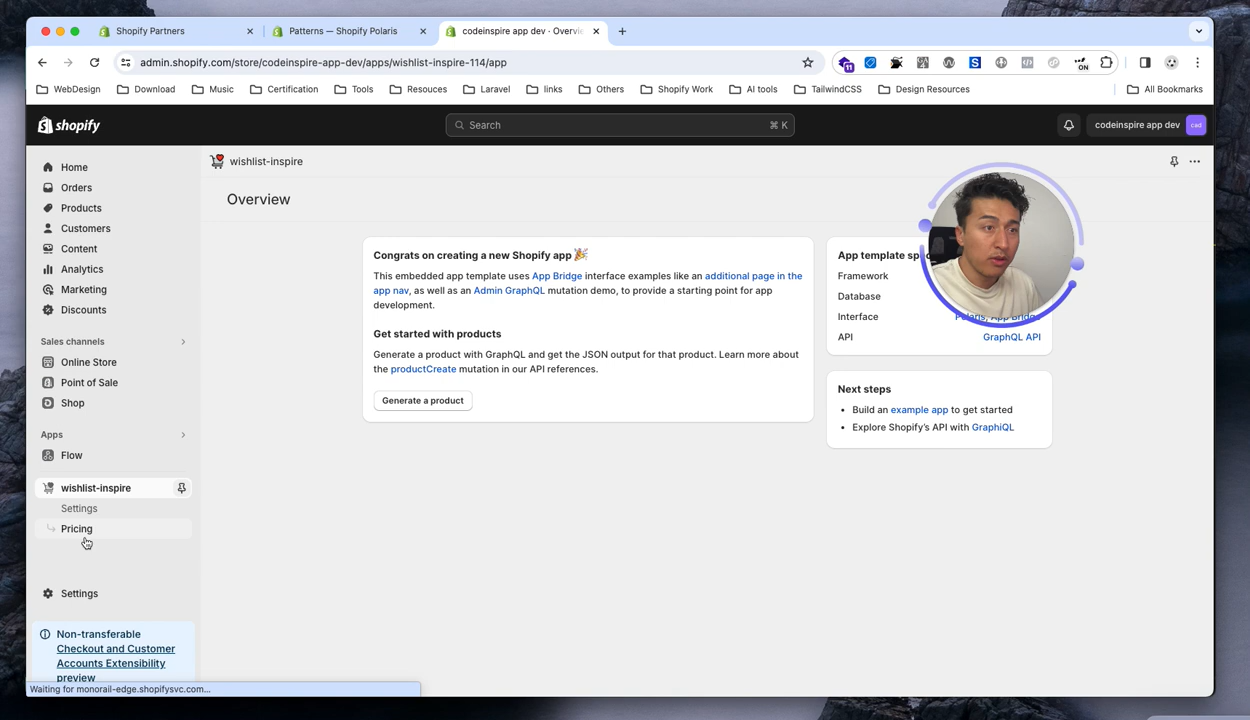 Shopify Partners
Patterns — Shopify Polaris
codeinspire app dev · Overvie
admin.shopify.com/store/codeinspire-app-dev/apps/wishlist-inspire-114/app
11
ON
WebDesign
Download
Music
Certification
Tools
Resouces
Laravel
links
Others
Shopify Work
AI tools
TailwindCSS
Design Resources
All Bookmarks
shopify
Search
⌘ K
codeinspire app dev
cad
Home
Orders
Products
Customers
Content
Analytics
Marketing
Discounts
Sales channels
Online Store
Point of Sale
Shop
Apps
Flow
wishlist-inspire
Settings
Pricing
Settings
Non-transferable
Checkout and Customer
Accounts Extensibility
preview
Waiting for monorail-edge.shopifysvc.com...
wishlist-inspire
Overview
Congrats on creating a new Shopify app 🎉
This embedded app template uses App Bridge interface examples like an additional page in the
app nav, as well as an Admin GraphQL mutation demo, to provide a starting point for app
development.
Get started with products
Generate a product with GraphQL and get the JSON output for that product. Learn more about
the productCreate mutation in our API references.
Generate a product
App template
Framework
Database
Interface
Polaris, App Bridge
API
GraphQL API
Next steps
• Build an example app to get started
• Explore Shopify's API with GraphiQL